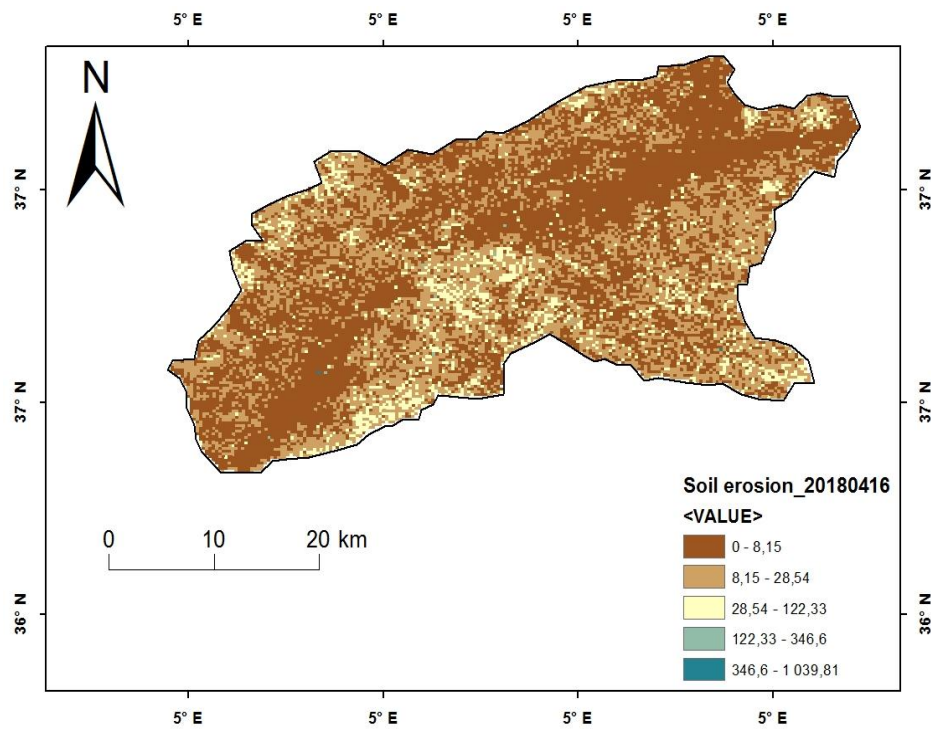 5° E 5° E 5° E 5° E
N
37° N 37° N
37° N 37° N
Soil erosion_20180416
<VALUE>
0 - 8,15
8,15 - 28,54
28,54 - 122,33
122,33 - 346,6
346,6 - 1 039,81
0 10 20 km
36° N 36° N
5° E 5° E 5° E 5° E